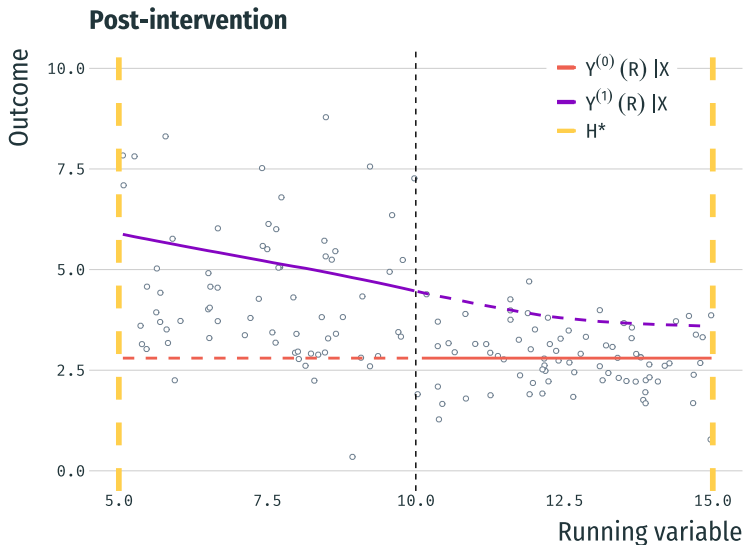 Post-intervention
Outcome
10.0
7.5
5.0
2.5
0.0
Y⁽⁰⁾ (R) |X
Y⁽¹⁾ (R) |X
H*
5.0 7.5 10.0 12.5 15.0
Running variable